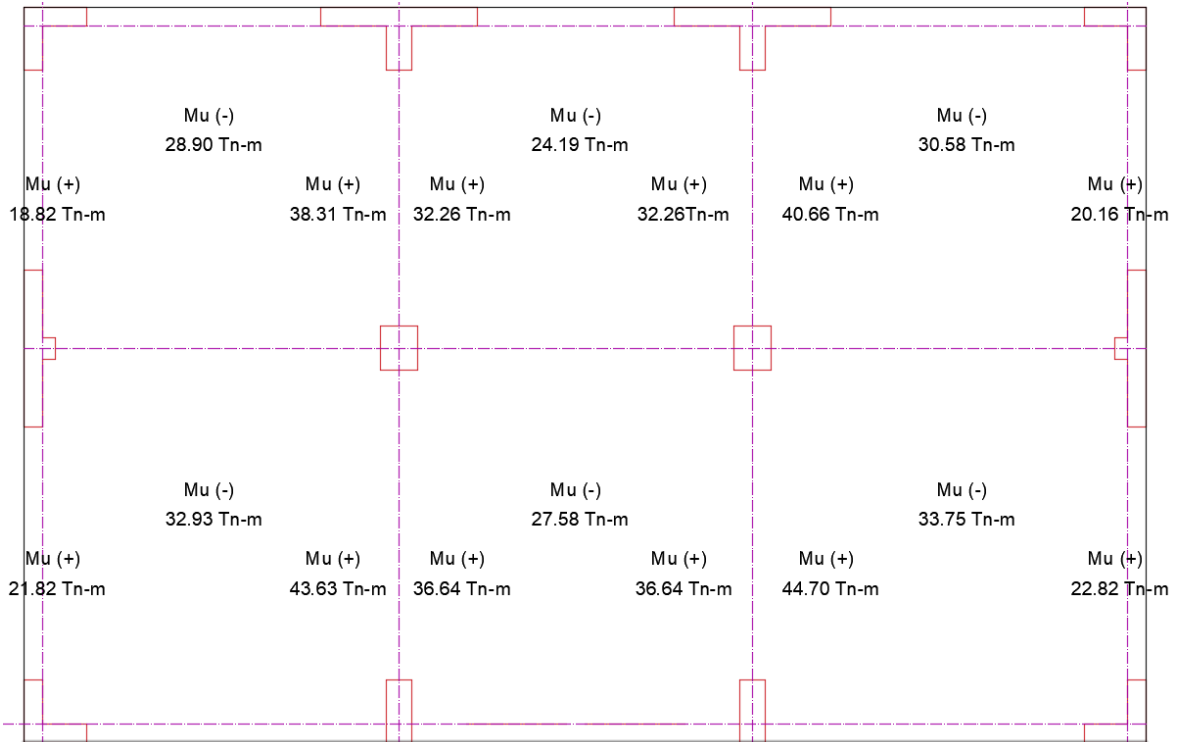 Mu (-) Mu (-) Mu (-)
28.90 Tn-m 24.19 Tn-m 30.58 Tn-m
Mu (+) Mu (+) Mu (+) Mu (+) Mu (+) Mu (+)
18.82 Tn-m 38.31 Tn-m 32.26 Tn-m 32.26Tn-m 40.66 Tn-m 20.16 Tn-m
Mu (-) Mu (-) Mu (-)
32.93 Tn-m 27.58 Tn-m 33.75 Tn-m
Mu (+) Mu (+) Mu (+) Mu (+) Mu (+) Mu (+)
21.82 Tn-m 43.63 Tn-m 36.64 Tn-m 36.64 Tn-m 44.70 Tn-m 22.82 Tn-m